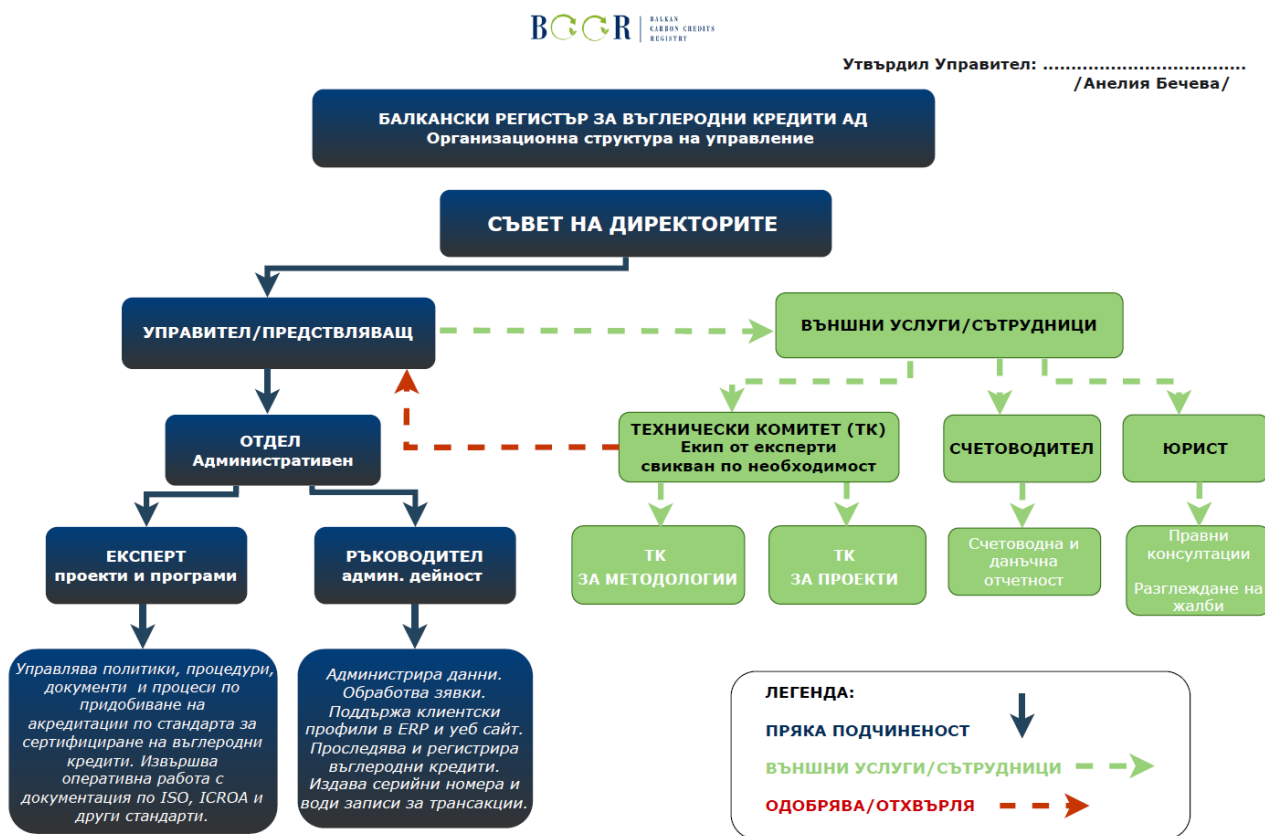 BCCR
BALKAN
CARBON CREDITS
REGISTRY
Утвърдил Управител: ....................................
/Анелия Бечева/
БАЛКАНСКИ РЕГИСТЪР ЗА ВЪГЛЕРОДНИ КРЕДИТИ АД
Организационна структура на управление
СЪВЕТ НА ДИРЕКТОРИТЕ
УПРАВИТЕЛ/ПРЕДСТВЛЯВАЩ
ВЪНШНИ УСЛУГИ/СЪТРУДНИЦИ
ОТДЕЛ
Административен
ТЕХНИЧЕСКИ КОМИТЕТ (ТК)
Екип от експерти
свикван по необходимост
СЧЕТОВОДИТЕЛ
ЮРИСТ
ЕКСПЕРТ
проекти и програми
РЪКОВОДИТЕЛ
админ. дейност
ТК
ЗА МЕТОДОЛОГИИ
ТК
ЗА ПРОЕКТИ
Счетоводна и
данъчна
отчетност
Правни
консултации
Разглеждане на
жалби
Управлява политики, процедури,
документи и процеси по
придобиване на
акредитации по стандарта за
сертифициране на въглеродни
кредити. Извършва
оперативна работа с
документация по ISO, ICROA и
други стандарти.
Администрира данни.
Обработва зявки.
Поддържа клиентски
профили в ERP и уеб сайт.
Проследява и регистрира
въглеродни кредити.
Издава серийни номера и
води записи за трансакции.
ЛЕГЕНДА:
ПРЯКА ПОДЧИНЕНОСТ
ВЪНШНИ УСЛУГИ/СЪТРУДНИЦИ
ОДОБРЯВА/ОТХВЪРЛЯ